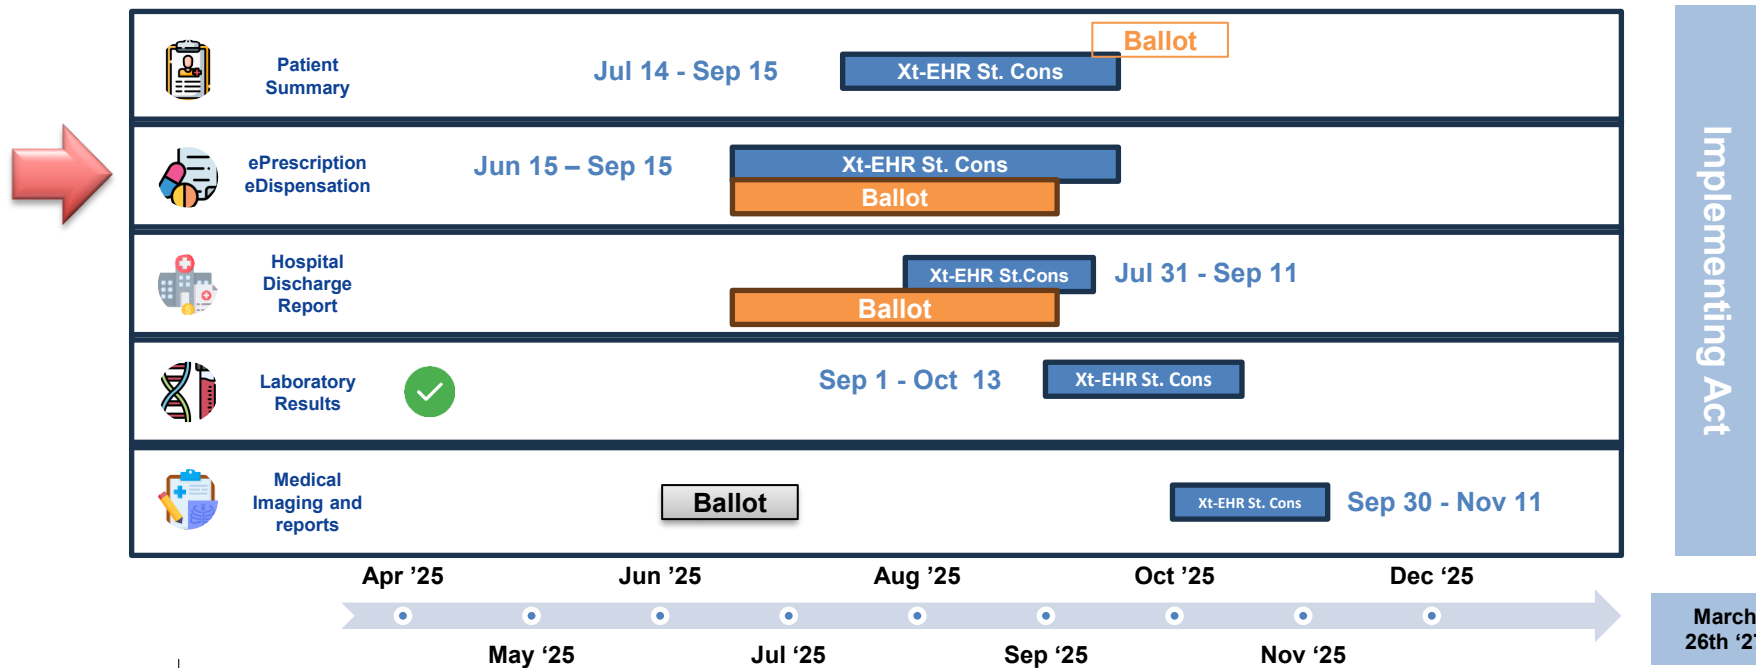 Patient
Summary
Jul 14 - Sep 15
Xt-EHR St. Cons
Ballot
ePrescription
eDispensation
Jun 15 – Sep 15
Xt-EHR St. Cons
Ballot
Hospital
Discharge
Report
Xt-EHR St.Cons
Jul 31 - Sep 11
Ballot
Laboratory
Results
Sep 1 - Oct 13
Xt-EHR St. Cons
Medical
Imaging and
reports
Ballot
Xt-EHR St. Cons
Sep 30 - Nov 11
Apr ’25
Jun ’25
Aug ’25
Oct ’25
Dec ‘25
May ‘25
Jul ’25
Sep ‘25
Nov ‘25
Implementing Act
March
26th ‘27